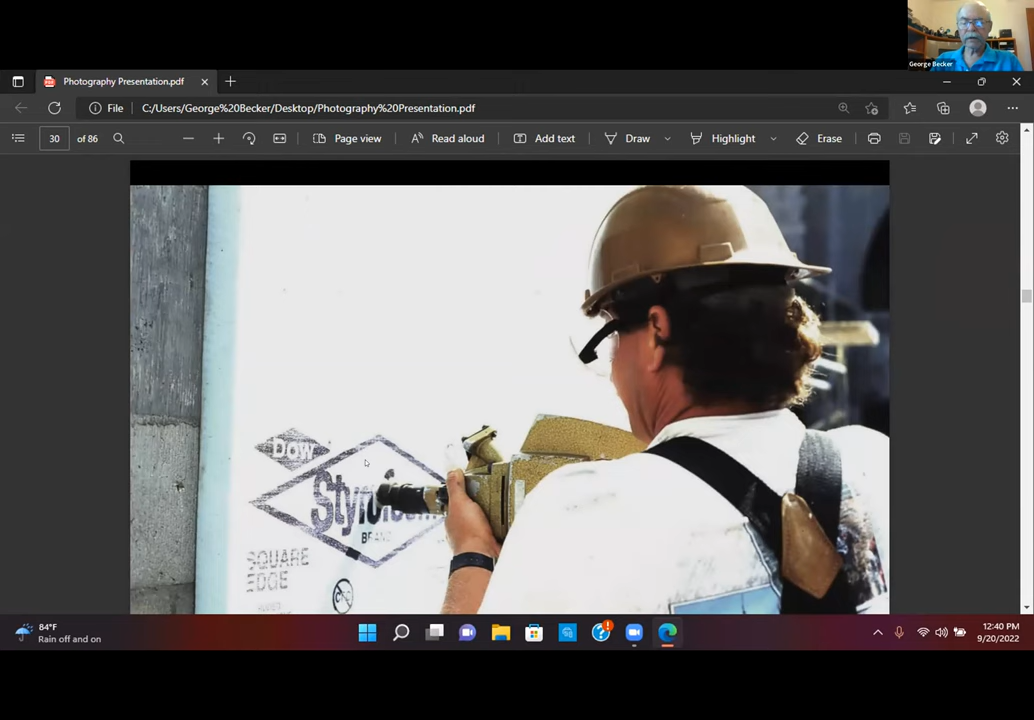 George Becker
Photography Presentation.pdf
File C:/Users/George%20Becker/Desktop/Photography%20Presentation.pdf
30 of 86 Page view Read aloud Add text Draw Highlight Erase
Dow
SQUARE
EDGE
84°F
Rain off and on
12:40 PM
9/20/2022